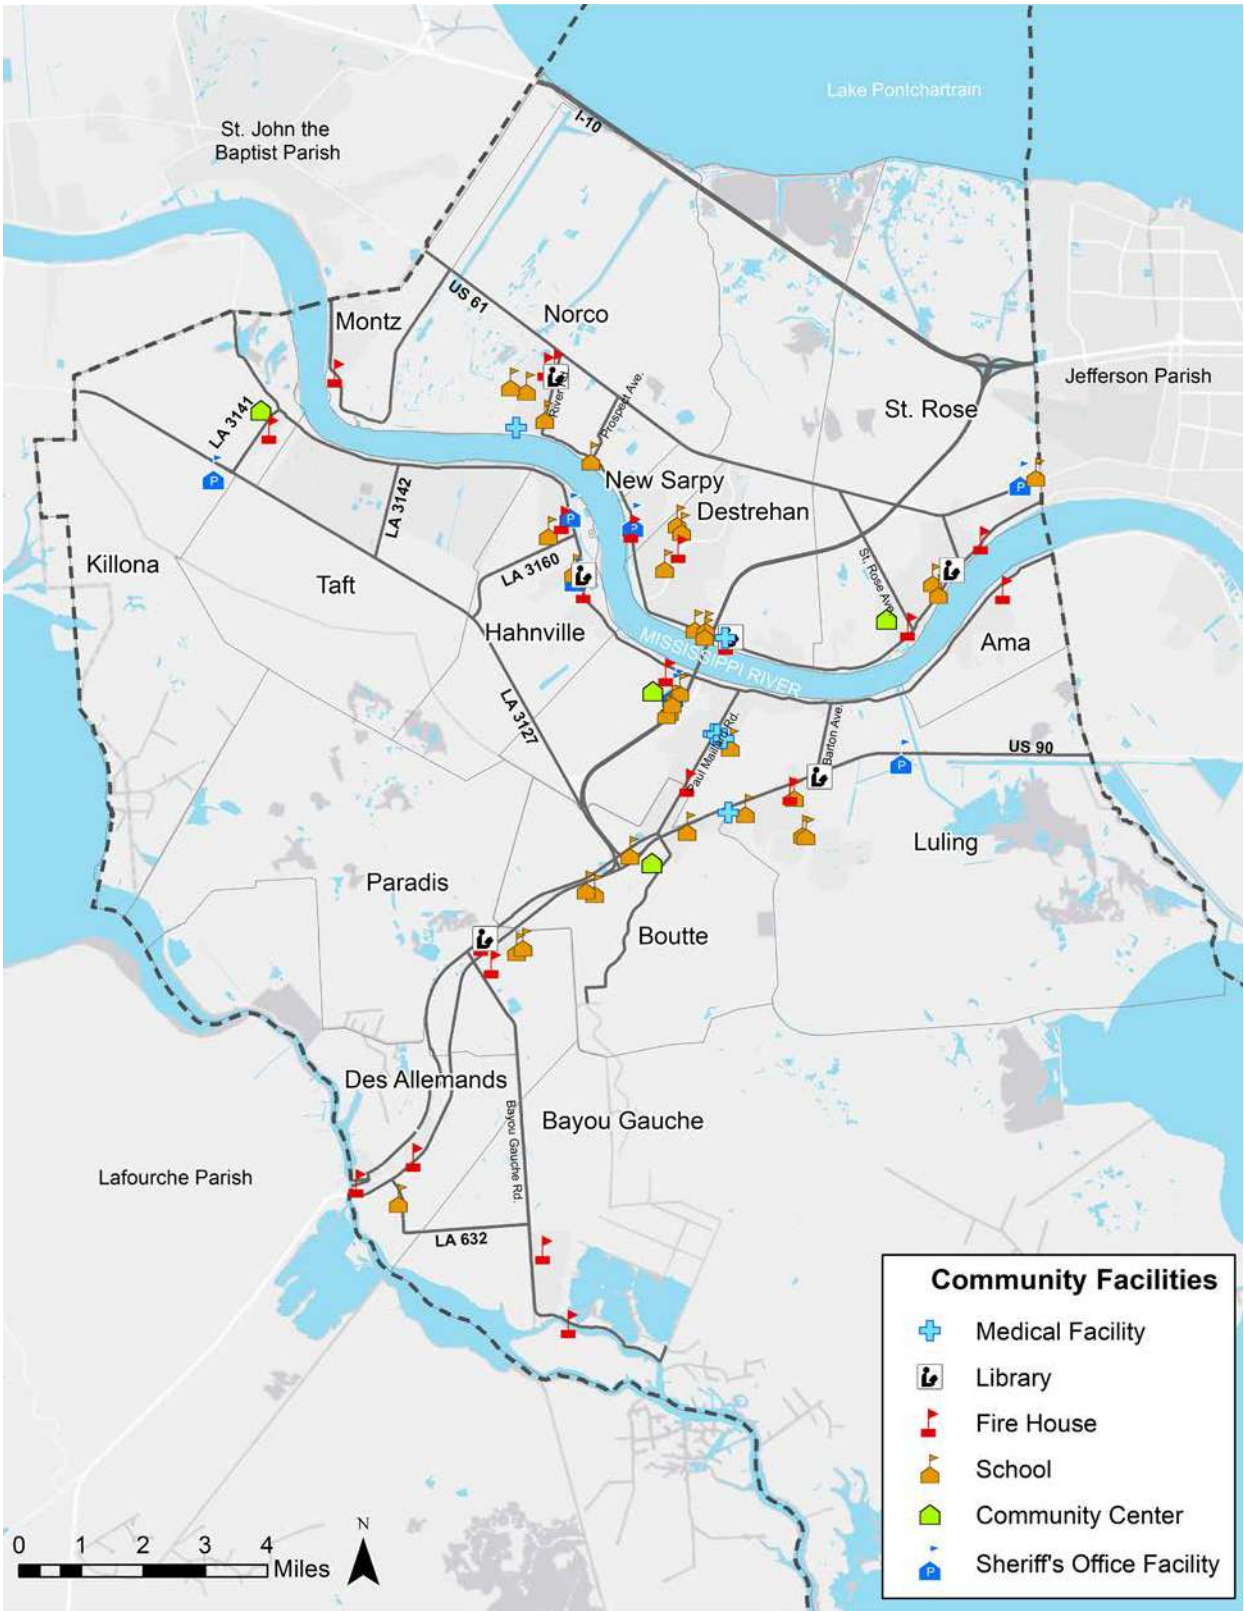 Lake Pontchartrain
St. John the
Baptist Parish
I-10
US 61
Norco
Montz
Jefferson Parish
St. Rose
LA 3141
River Rd
Prospect Ave.
New Sarpy
Destrehan
LA 3142
Killona
Taft
LA 3160
St. Rose Ave.
Hahnville
MISSISSIPPI RIVER
Ama
LA 3127
Paul Maillard Rd.
Barton Ave.
US 90
Luling
Paradis
Boutte
Des Allemands
Bayou Gauche
Bayou Gauche Rd.
Lafourche Parish
LA 632
Community Facilities
Medical Facility
Library
Fire House
School
Community Center
P Sheriff's Office Facility
0 1 2 3 4
Miles
N